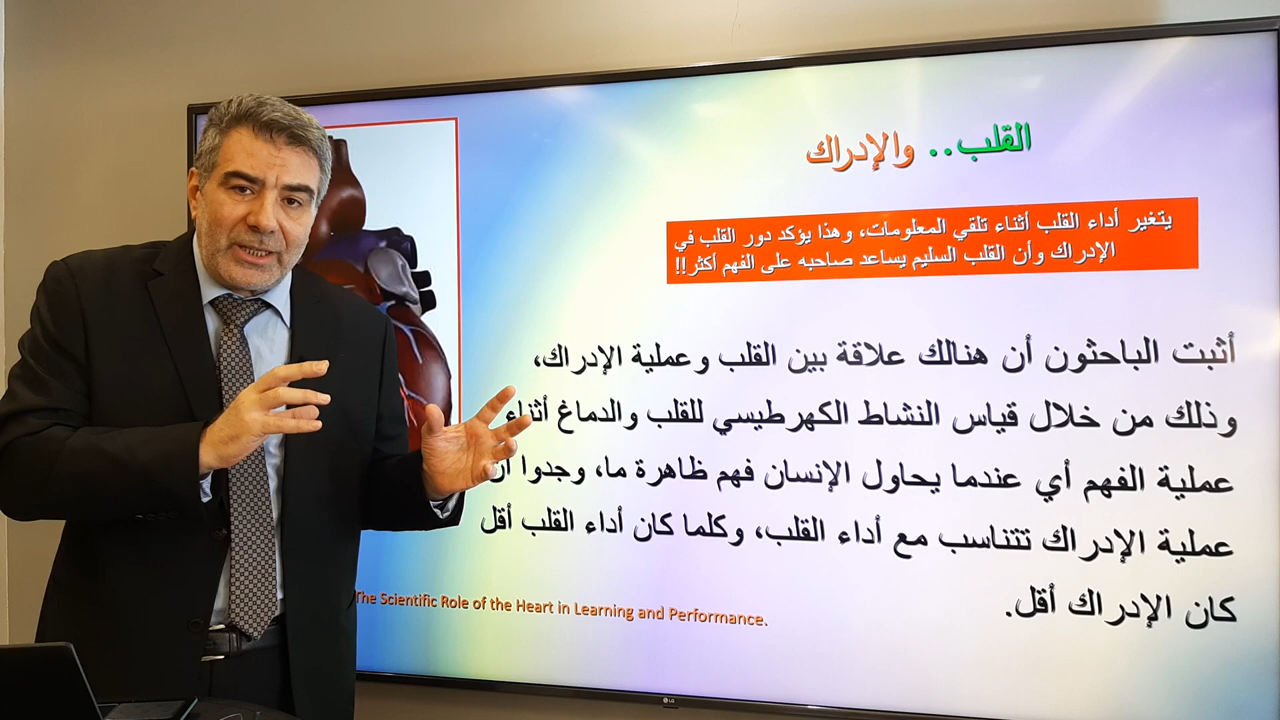 القلب.. والإدراك
يتغير أداء القلب أثناء تلقي المعلومات، وهذا يؤكد دور القلب في
الإدراك وأن القلب السليم يساعد صاحبه على الفهم أكثر!!
أثبت الباحثون أن هنالك علاقة بين القلب وعملية الإدراك،
وذلك من خلال قياس النشاط الكهرطيسي للقلب والدماغ أثناء
عملية الفهم أي عندما يحاول الإنسان فهم ظاهرة ما، وجدوا أن
عملية الإدراك تتناسب مع أداء القلب، وكلما كان أداء القلب أقل
كان الإدراك أقل.
The Scientific Role of the Heart in Learning and Performance.
LG